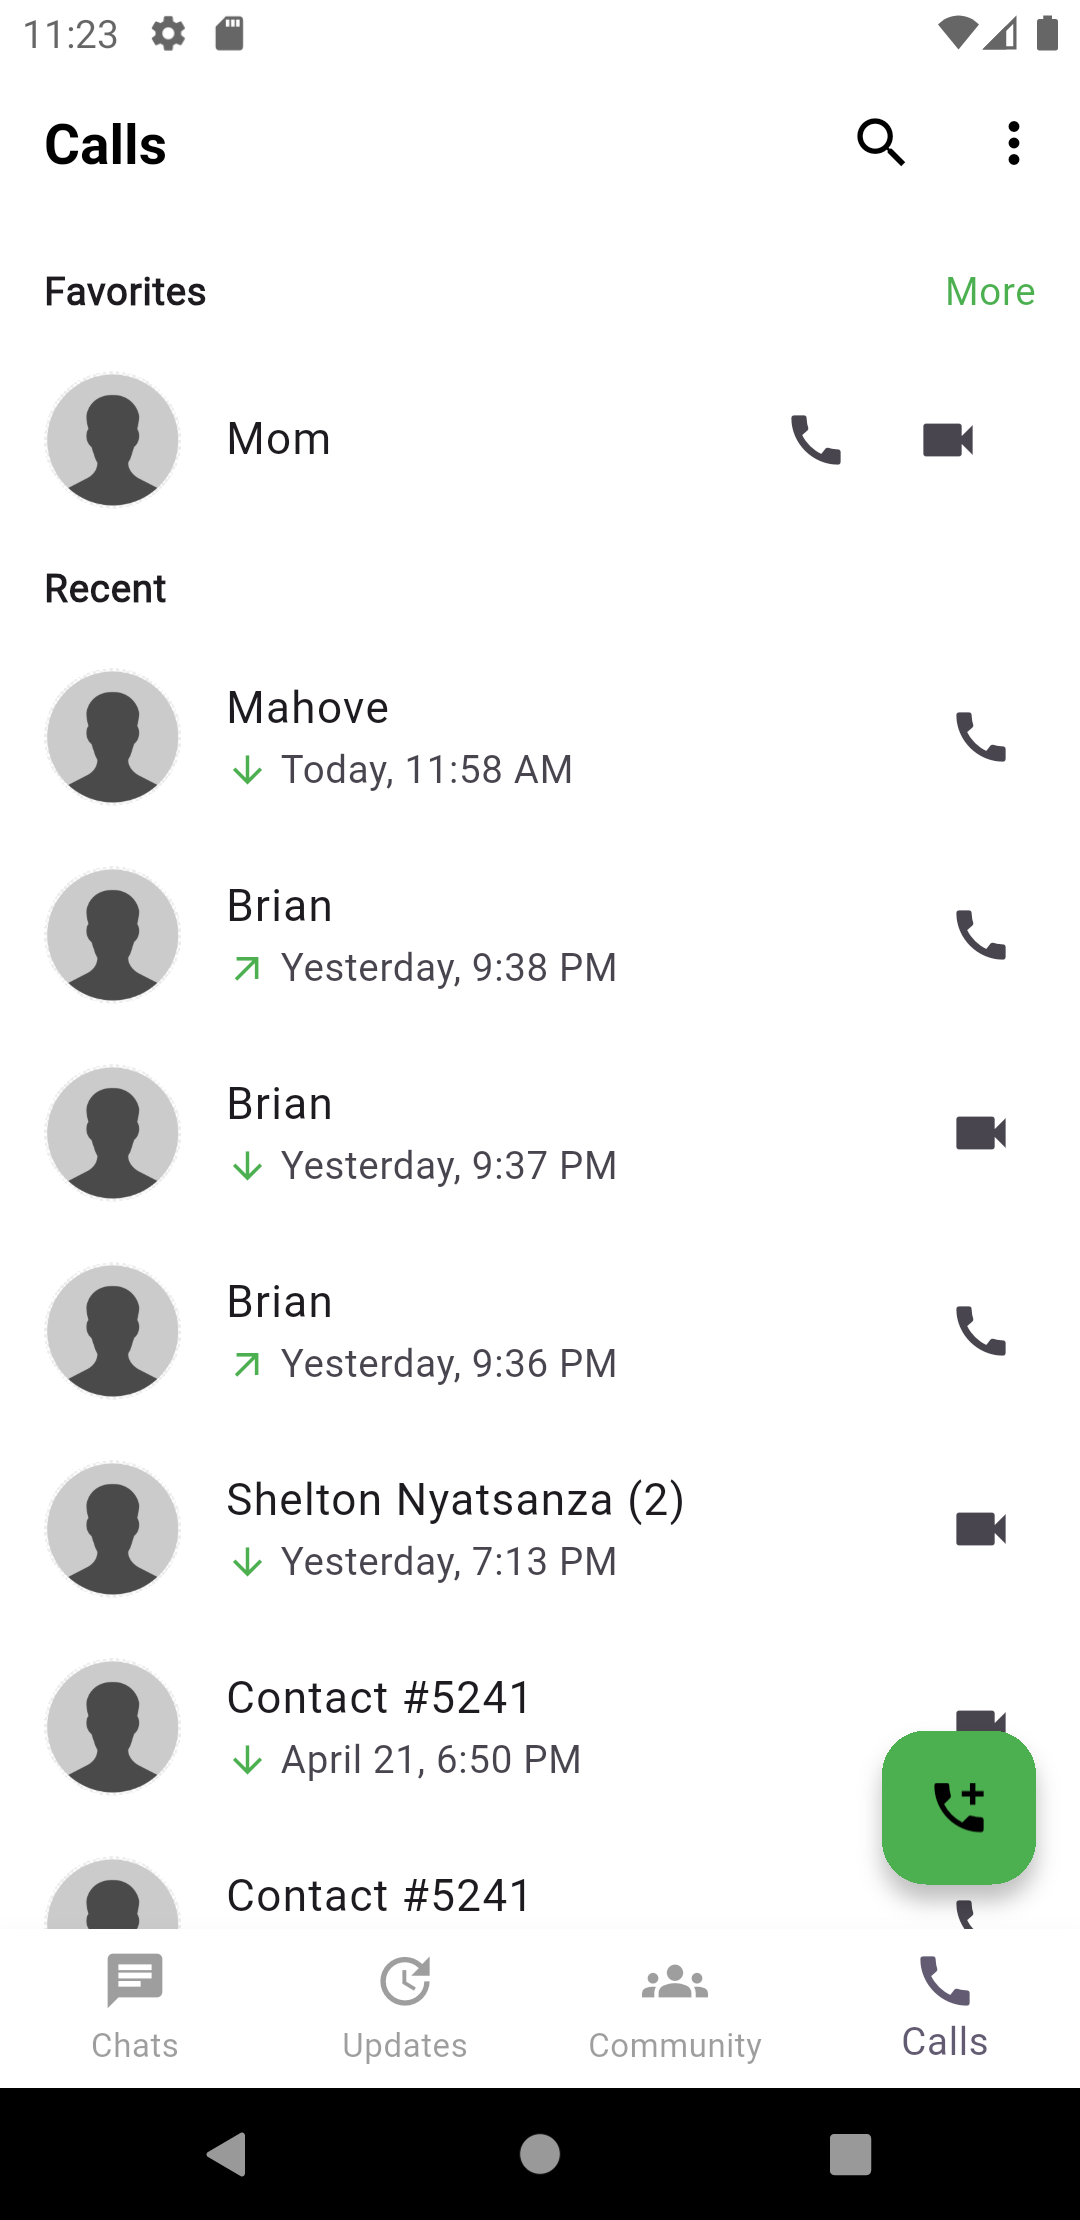 11:23
Calls
Favorites
More
Mom
Recent
Mahove
Today, 11:58 AM
Brian
Yesterday, 9:38 PM
Brian
Yesterday, 9:37 PM
Brian
Yesterday, 9:36 PM
Shelton Nyatsanza (2)
Yesterday, 7:13 PM
Contact #5241
April 21, 6:50 PM
Contact #5241
Chats
Updates
Community
Calls